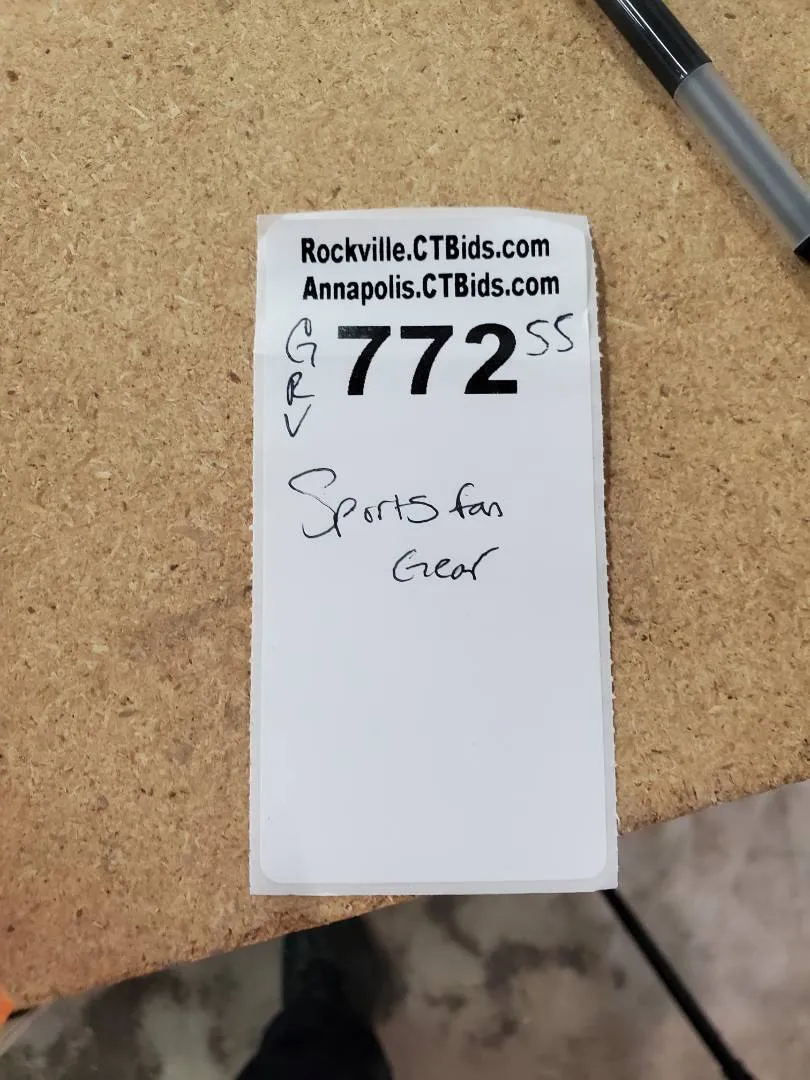 Rockville.CTBids.com
Annapolis.CTBids.com
G
R
V
772 SS
Sports fan
Gear